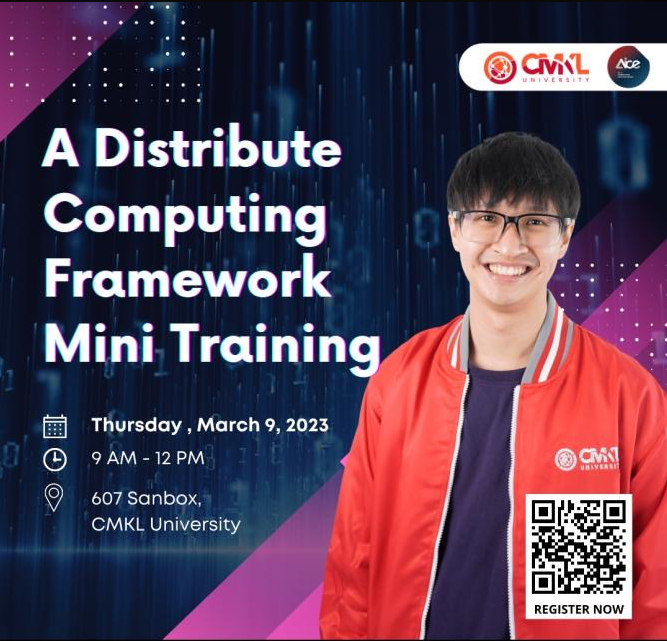 CMKL
UNIVERSITY
Aice
A Distribute
Computing
Framework
Mini Training
Thursday , March 9, 2023
9 AM - 12 PM
607 Sanbox,
CMKL University
CMKL
UNIVERSITY
REGISTER NOW